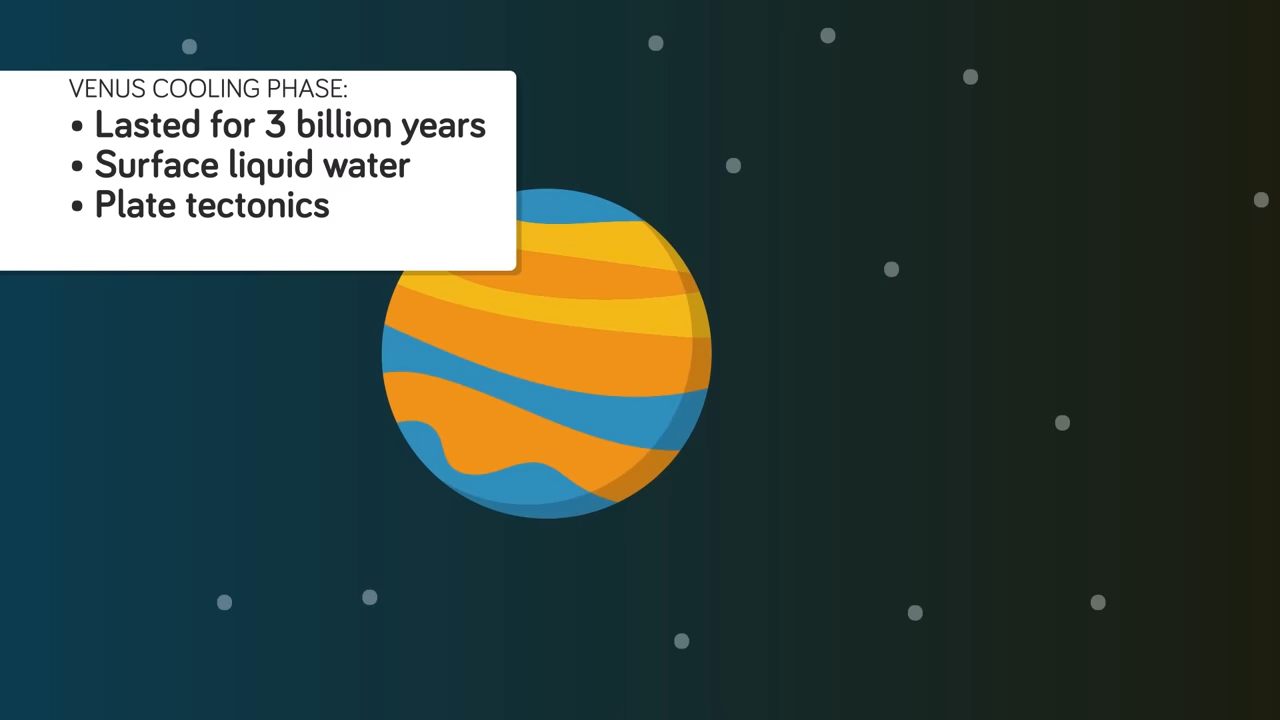 VENUS COOLING PHASE:
• Lasted for 3 billion years
• Surface liquid water
• Plate tectonics